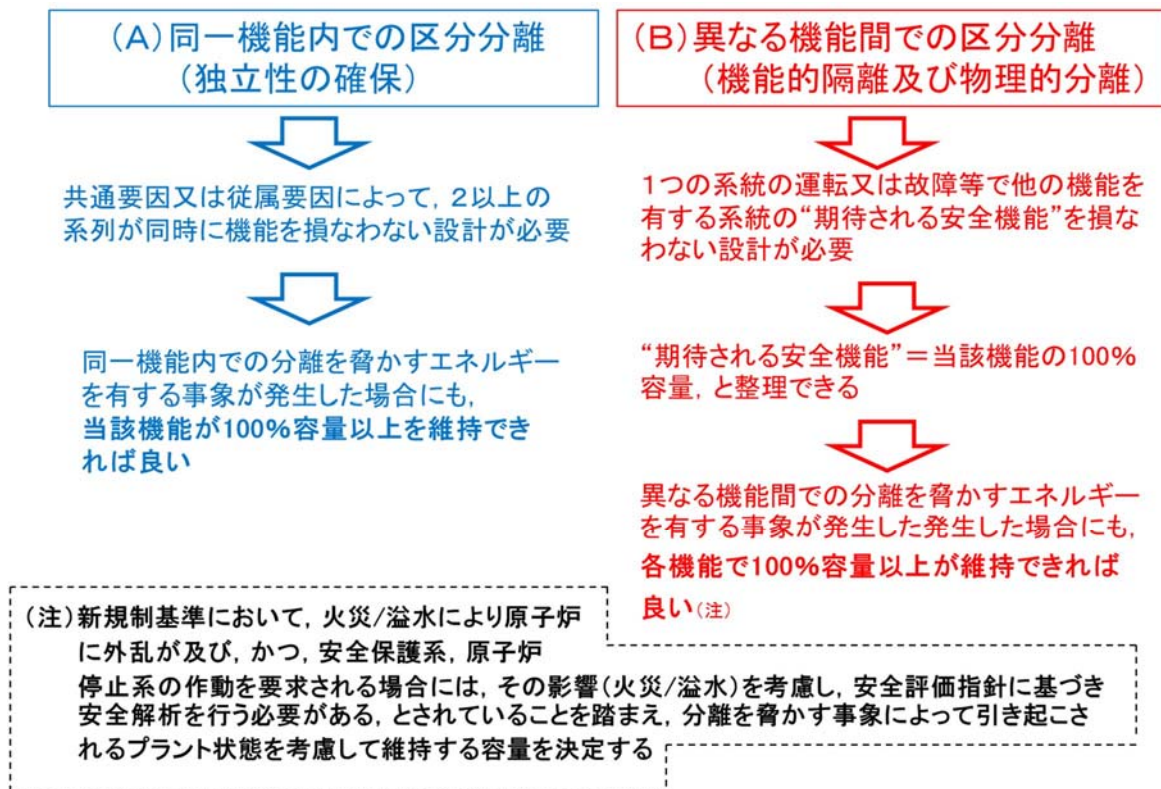 (A)同一機能内での区分分離
(独立性の確保)
共通要因又は従属要因によって,2以上の
系列が同時に機能を損なわない設計が必要
同一機能内での分離を脅かすエネルギー
を有する事象が発生した場合にも,
当該機能が100%容量以上を維持でき
れば良い
(B)異なる機能間での区分分離
(機能的隔離及び物理的分離)
1つの系統の運転又は故障等で他の機能を
有する系統の“期待される安全機能”を損な
わない設計が必要
“期待される安全機能”=当該機能の100%
容量,と整理できる
異なる機能間での分離を脅かすエネルギー
を有する事象が発生した発生した場合にも,
各機能で100%容量以上が維持できれば
良い(注)
(注)新規制基準において,火災/溢水により原子炉
に外乱が及び,かつ,安全保護系,原子炉
停止系の作動を要求される場合には,その影響(火災/溢水)を考慮し,安全評価指針に基づき
安全解析を行う必要がある,とされていることを踏まえ,分離を脅かす事象によって引き起こさ
れるプラント状態を考慮して維持する容量を決定する